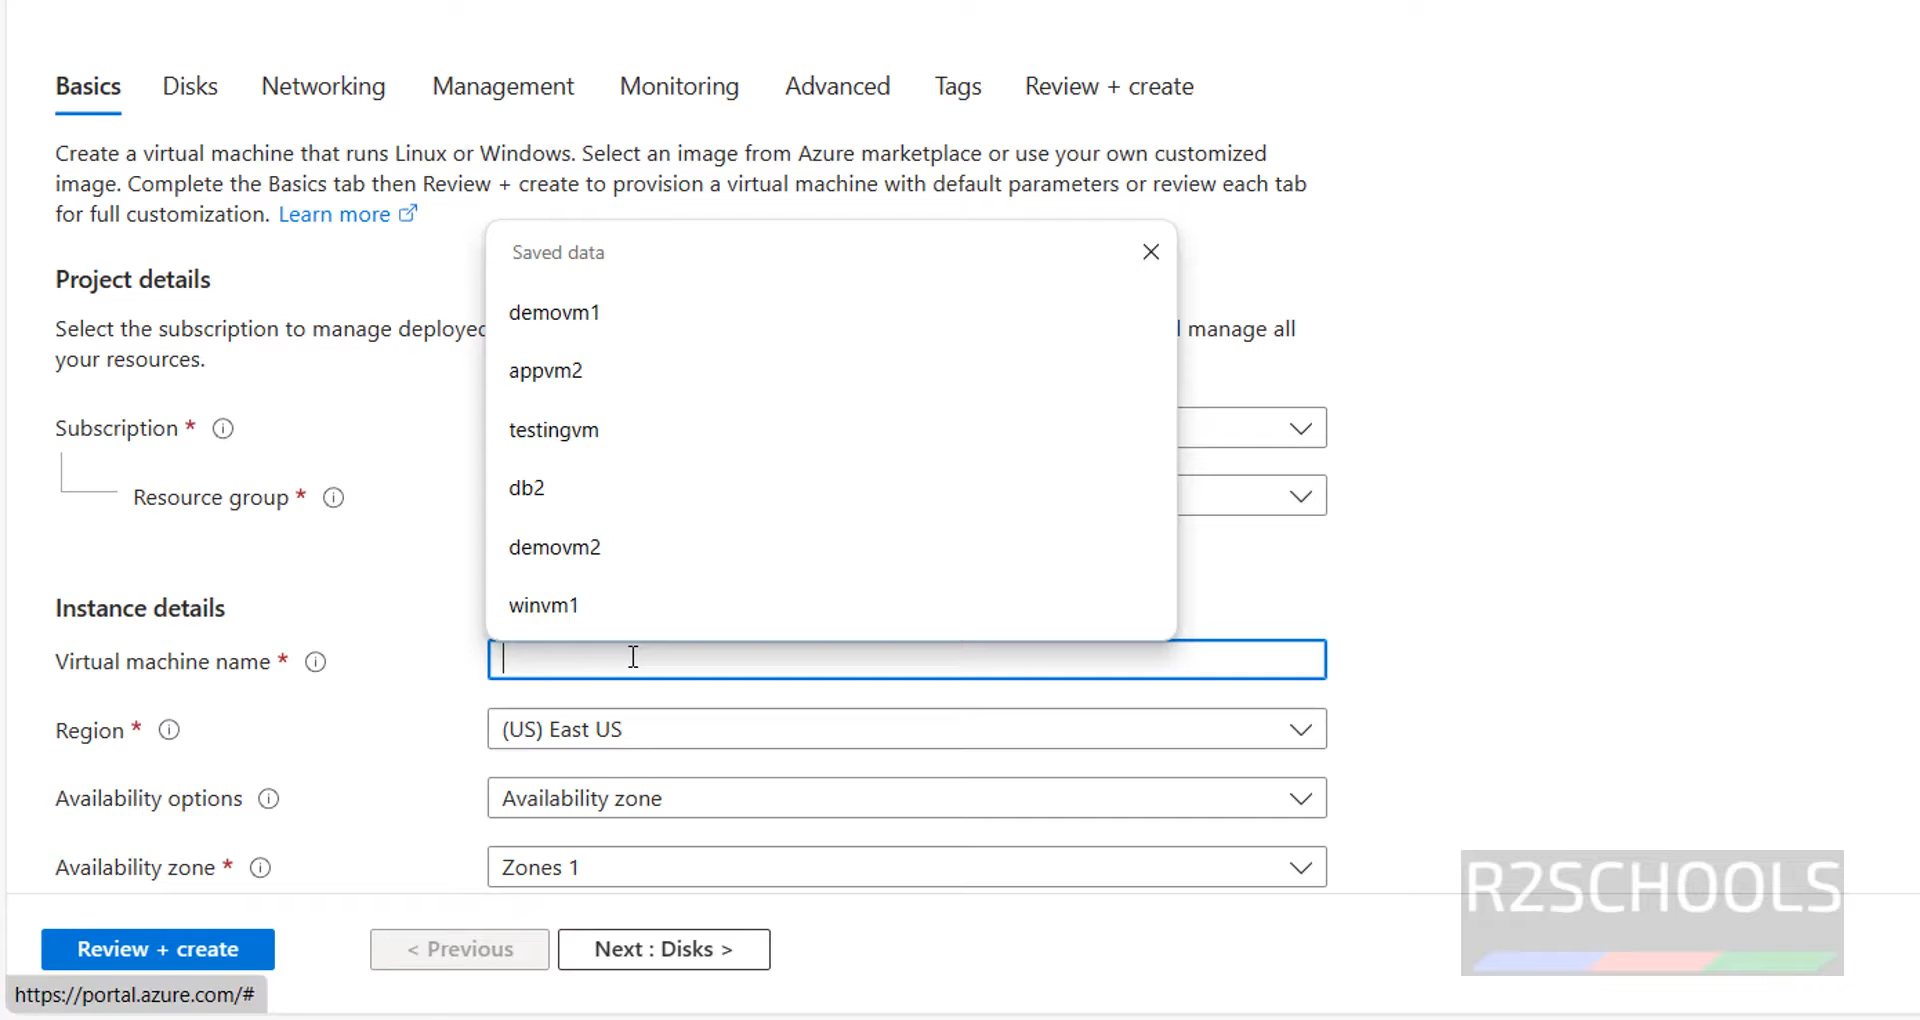 Basics Disks Networking Management Monitoring Advanced Tags Review + create
Create a virtual machine that runs Linux or Windows. Select an image from Azure marketplace or use your own customized
image. Complete the Basics tab then Review + create to provision a virtual machine with default parameters or review each tab
for full customization. Learn more
Saved data
demovm1
appvm2
testingvm
db2
demovm2
winvm1
Project details
Select the subscription to manage deployed manage all
your resources.
Subscription *
Resource group *
Instance details
Virtual machine name *
Region * (US) East US
Availability options Availability zone
Availability zone * Zones 1
Review + create < Previous Next : Disks >
https://portal.azure.com/#
R2SCHOOLS